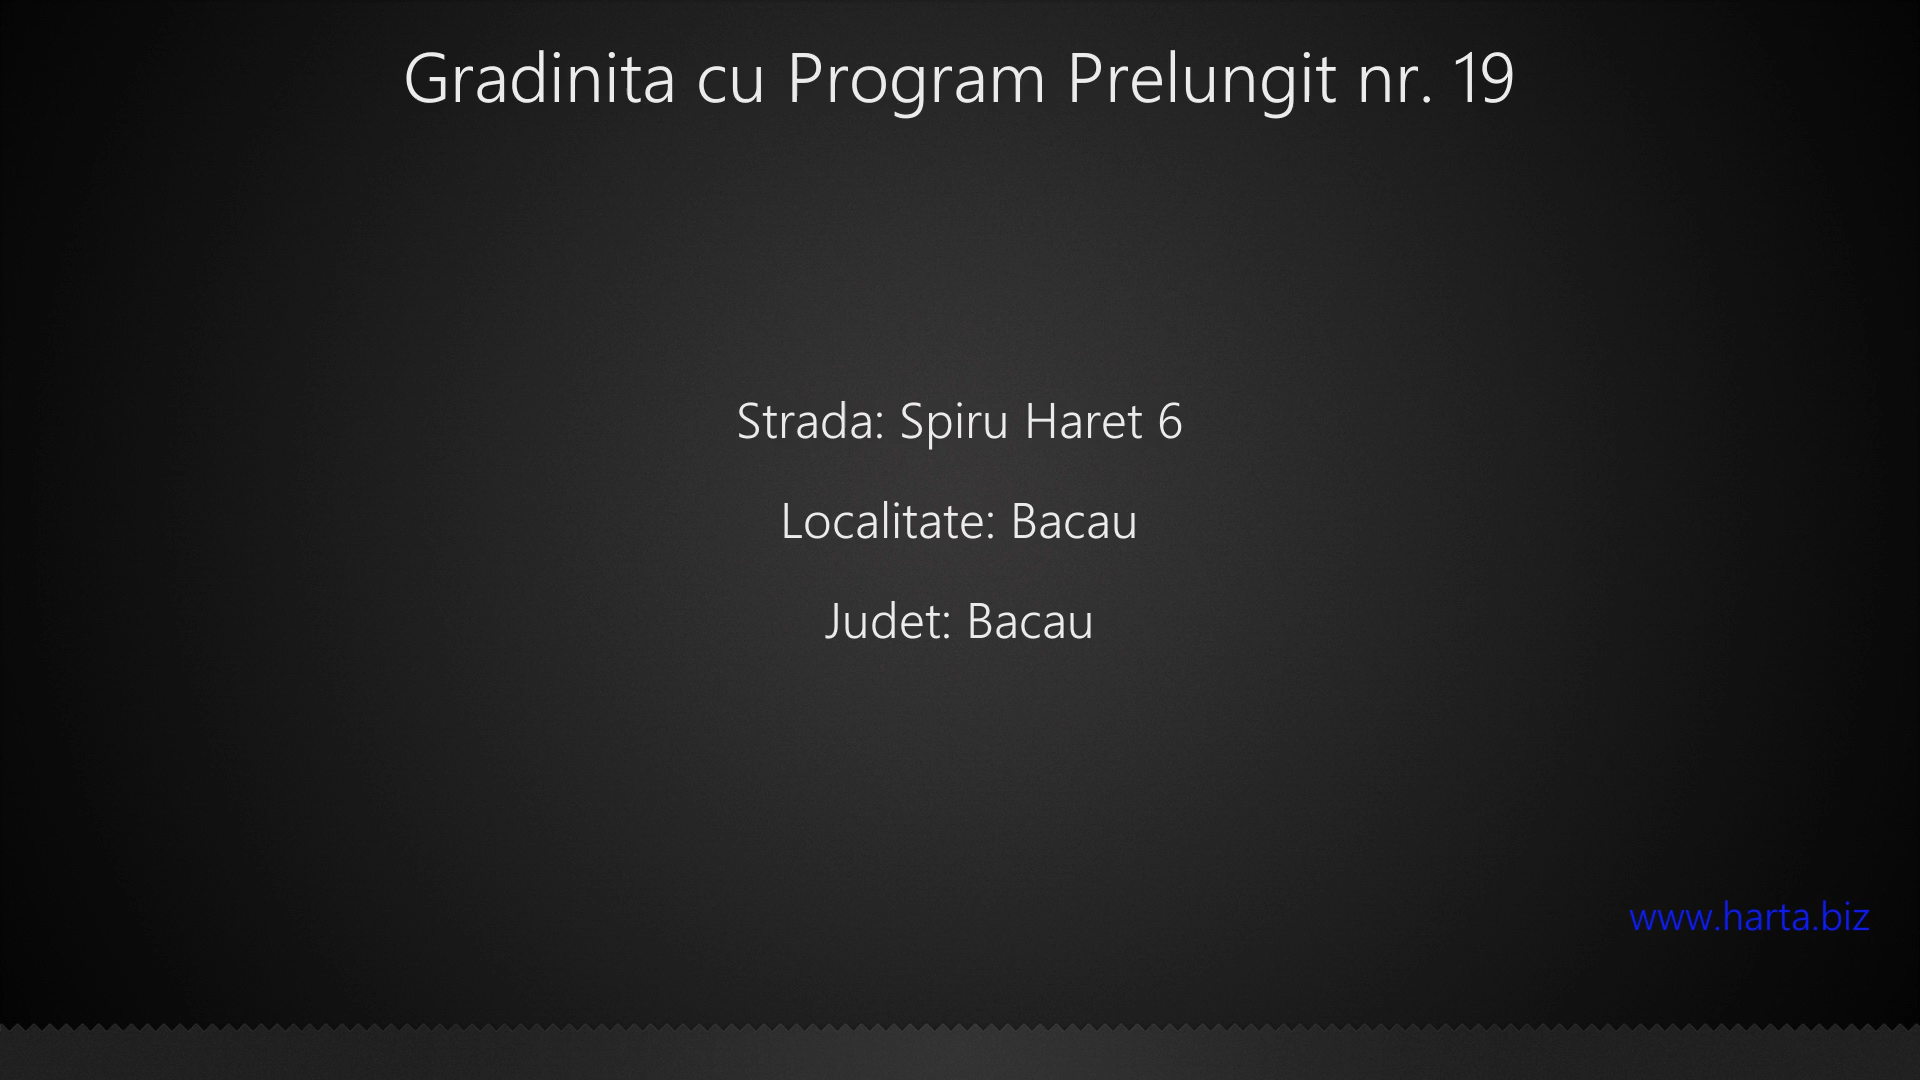 Gradinita cu Program Prelungit nr. 19
Strada: Spiru Haret 6
Localitate: Bacau
Judet: Bacau
www.harta.biz